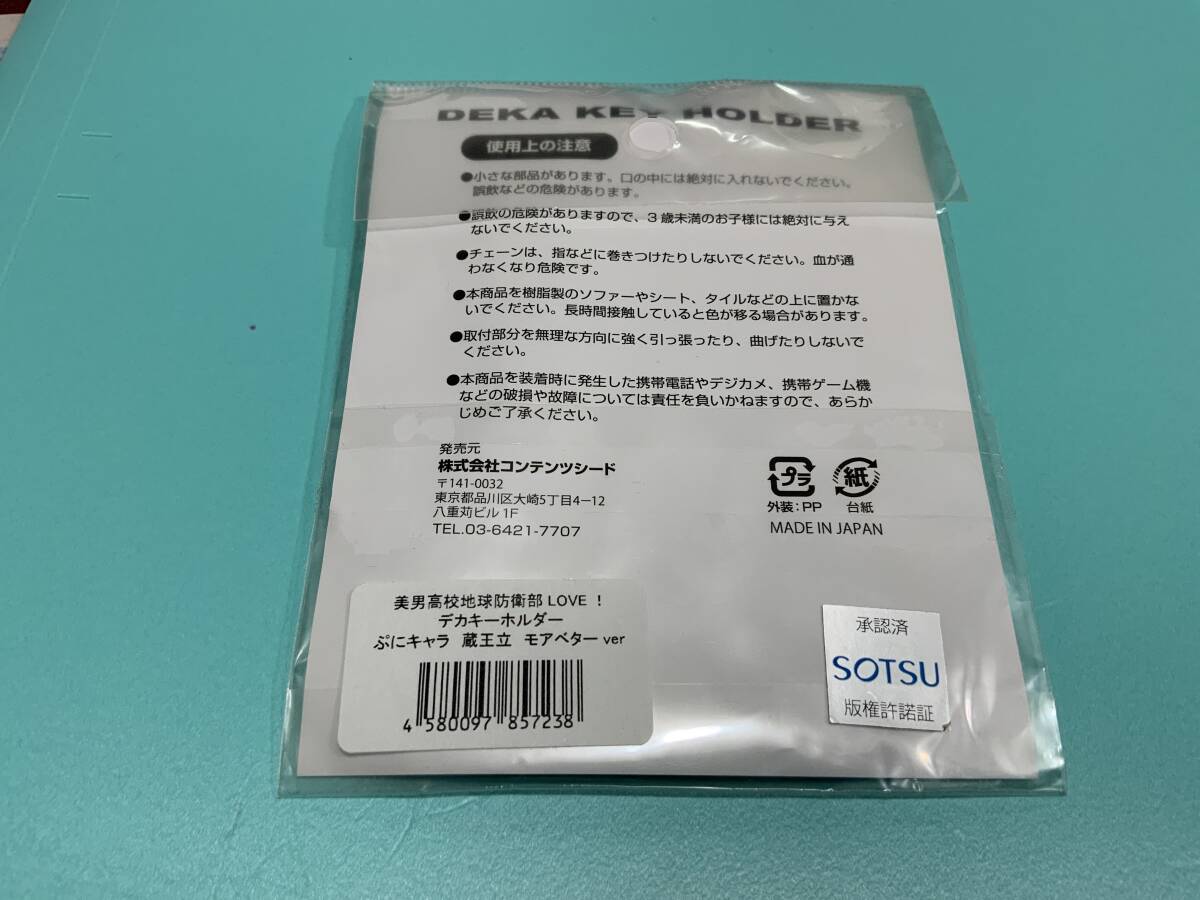 DEKA KEY HOLDER
使用上の注意
●小さな部品があります。口の中には絶対に入れないでください。
誤飲などの危険があります。
●誤飲の危険がありますので、3歳未満のお子様には絶対に与え
ないでください。
●チェーンは、指などに巻きつけたりしないでください。血が通
わなくなり危険です。
●本商品を樹脂製のソファーやシート、タイルなどの上に置かな
いでください。長時間接触していると色が移る場合があります。
●取付部分を無理な方向に強く引っ張ったり、曲げたりしないで
ください。
●本商品を装着時に発生した携帯電話やデジカメ、携帯ゲーム機
などの破損や故障については責任を負いかねますので、あらか
じめご了承ください。
発売元
株式会社コンテンツシード
〒141-0032
東京都品川区大崎5丁目4-12
八重苅ビル1F
TEL.03-6421-7707
プラ 紙
外装:PP 台紙
MADE IN JAPAN
美男高校地球防衛部 LOVE !
デカキーホルダー
ぷにキャラ 蔵王立 モアベター ver
4 580097 857238
承認済
SOTSU
版権許諾証